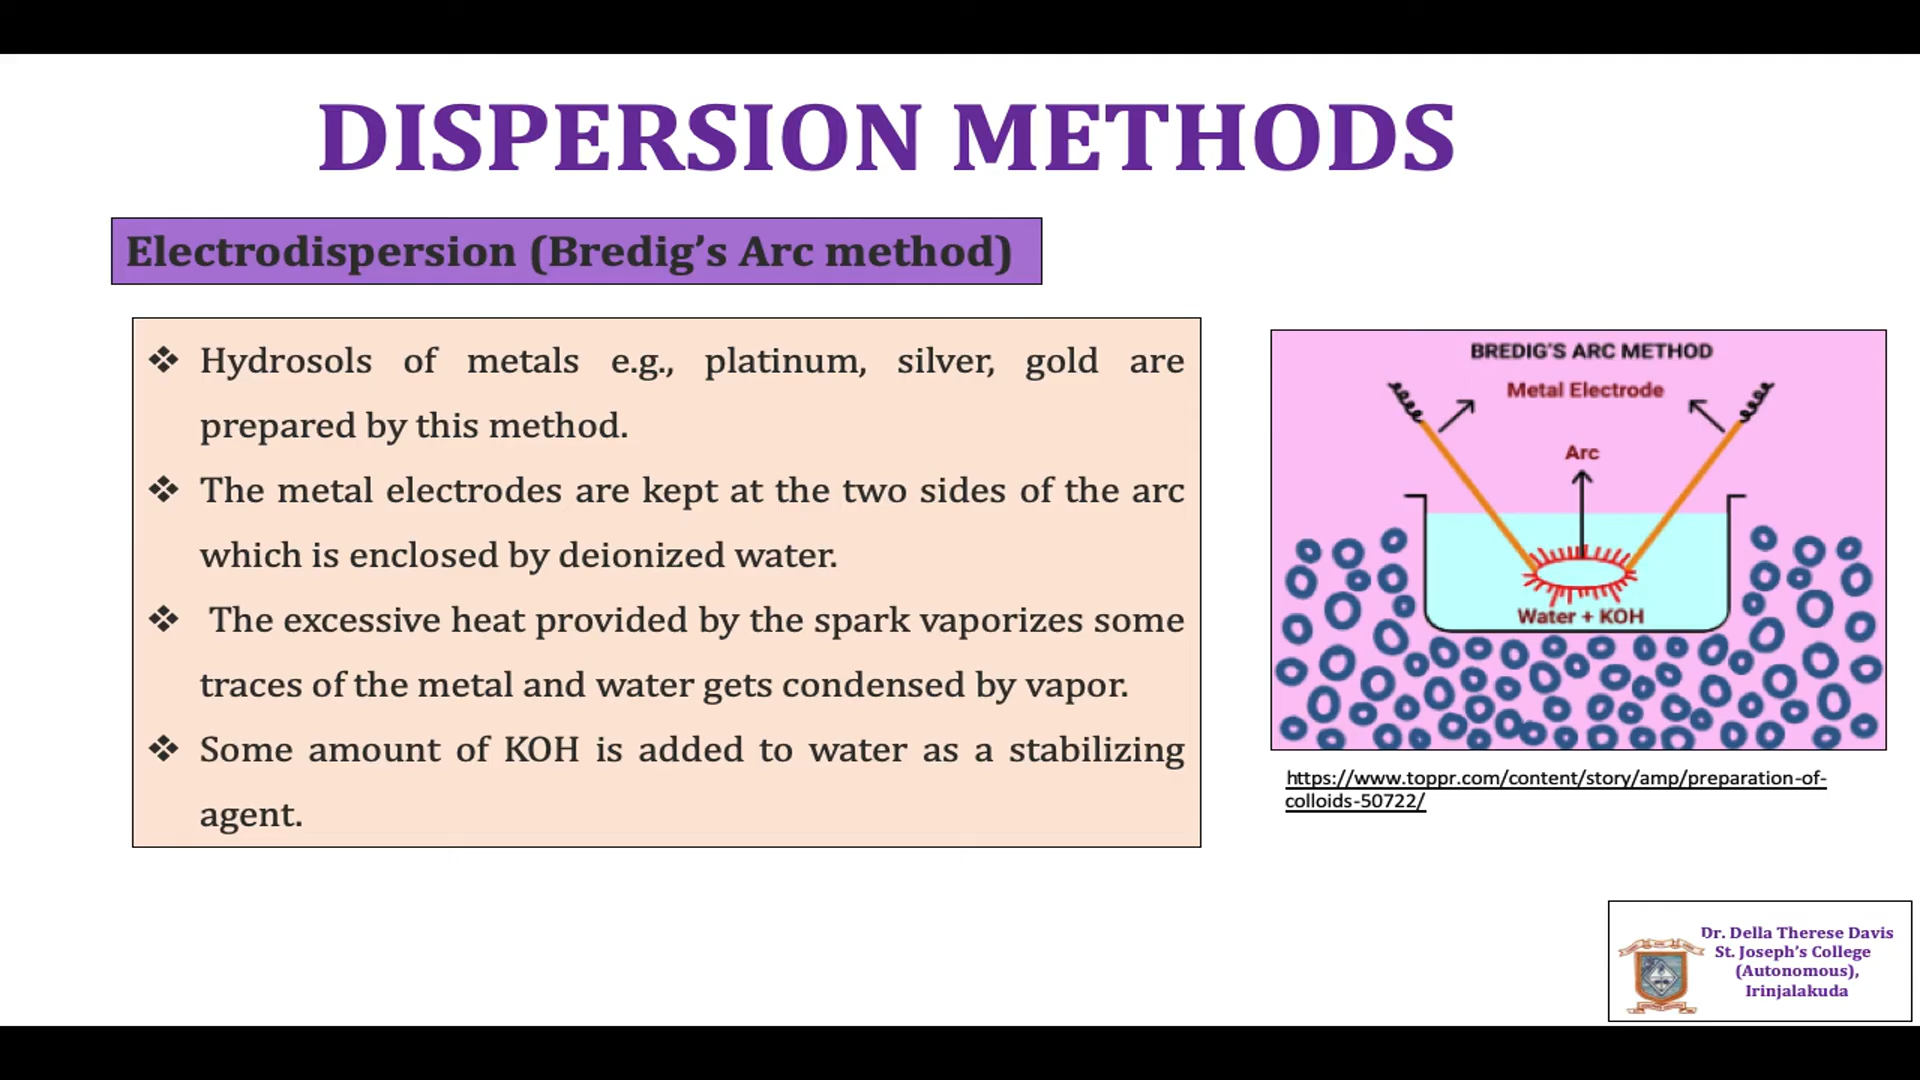 DISPERSION METHODS
Electrodispersion (Bredig’s Arc method)
❖ Hydrosols of metals e.g., platinum, silver, gold are
prepared by this method.
❖ The metal electrodes are kept at the two sides of the arc
which is enclosed by deionized water.
❖ The excessive heat provided by the spark vaporizes some
traces of the metal and water gets condensed by vapor.
❖ Some amount of KOH is added to water as a stabilizing
agent.
BREDIG’S ARC METHOD
Metal Electrode
Arc
Water + KOH
https://www.toppr.com/content/story/amp/preparation-of-
colloids-50722/
Dr. Della Therese Davis
St. Joseph’s College
(Autonomous),
Irinjalakuda